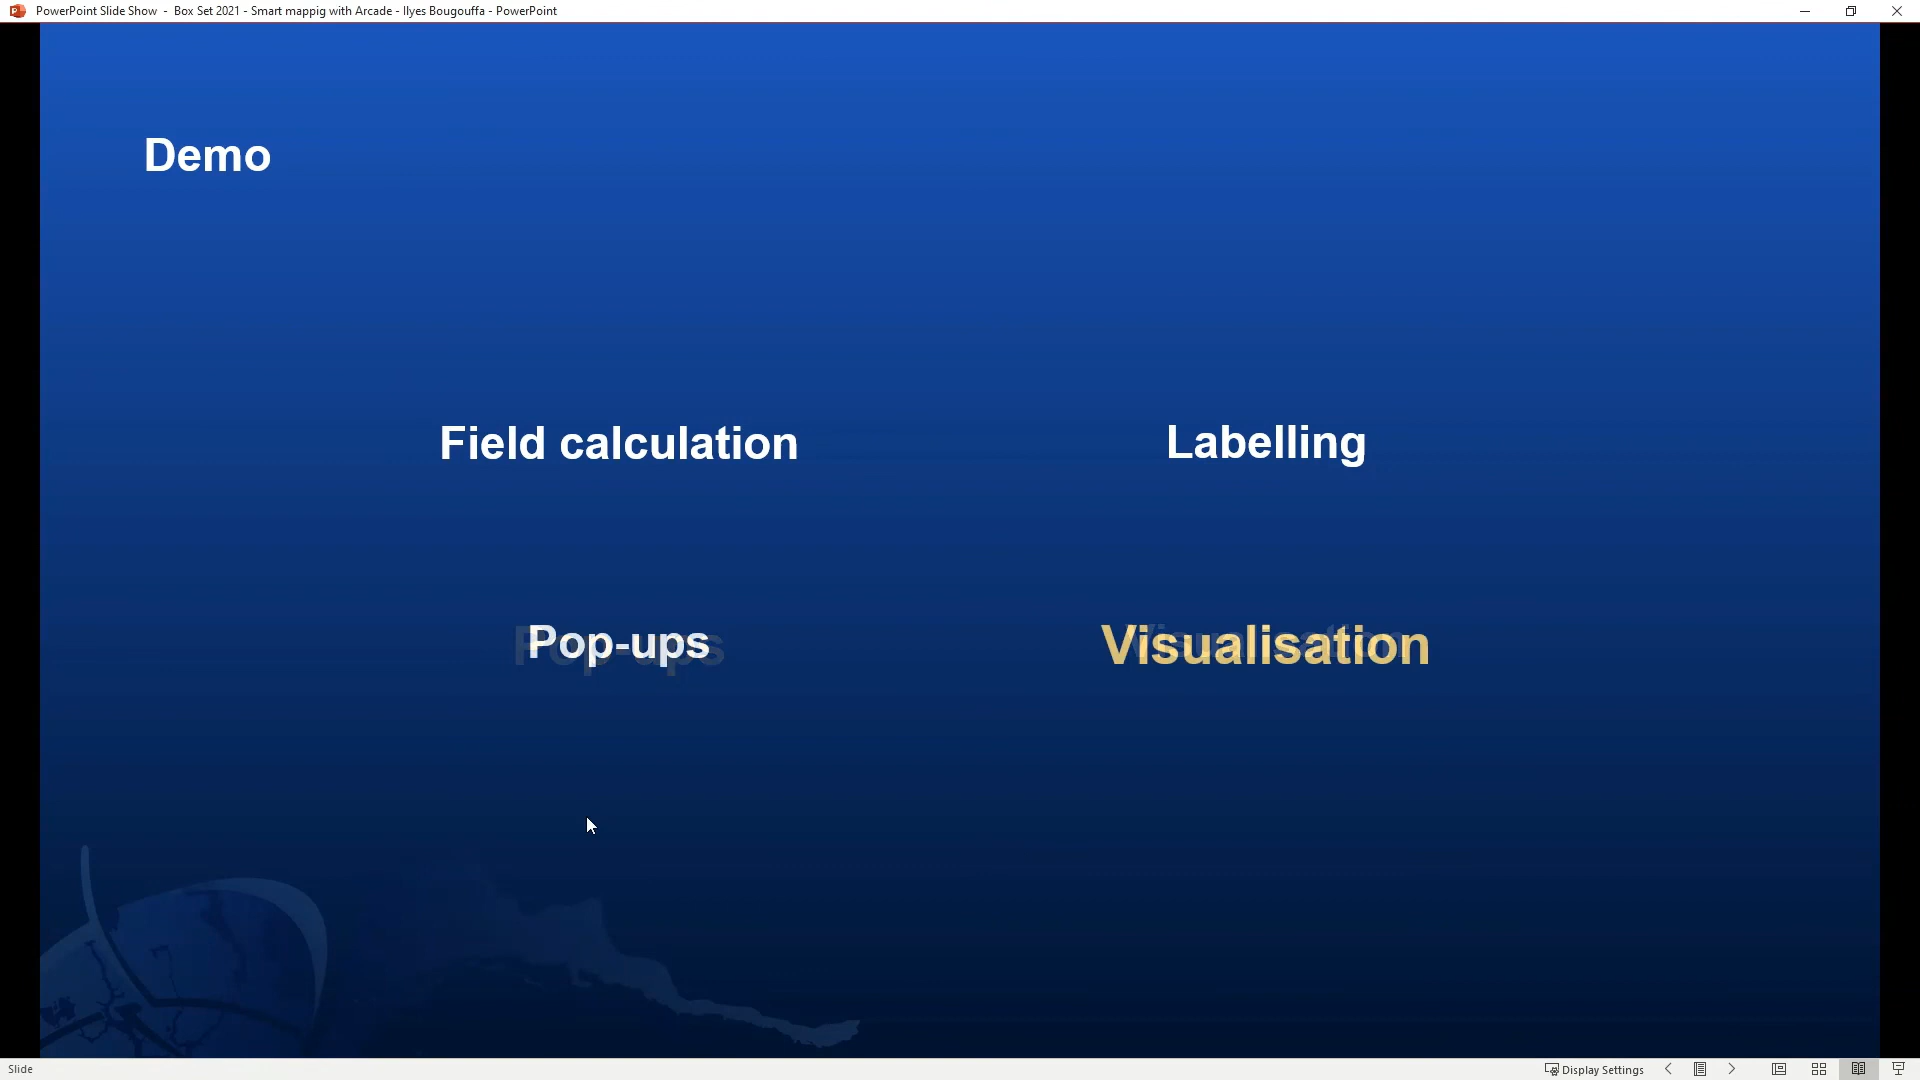 PowerPoint Slide Show - Box Set 2021 - Smart mappig with Arcade - Ilyes Bougouffa - PowerPoint
Demo
Field calculation
Labelling
Pop-ups
Visualisation
Slide
Display Settings